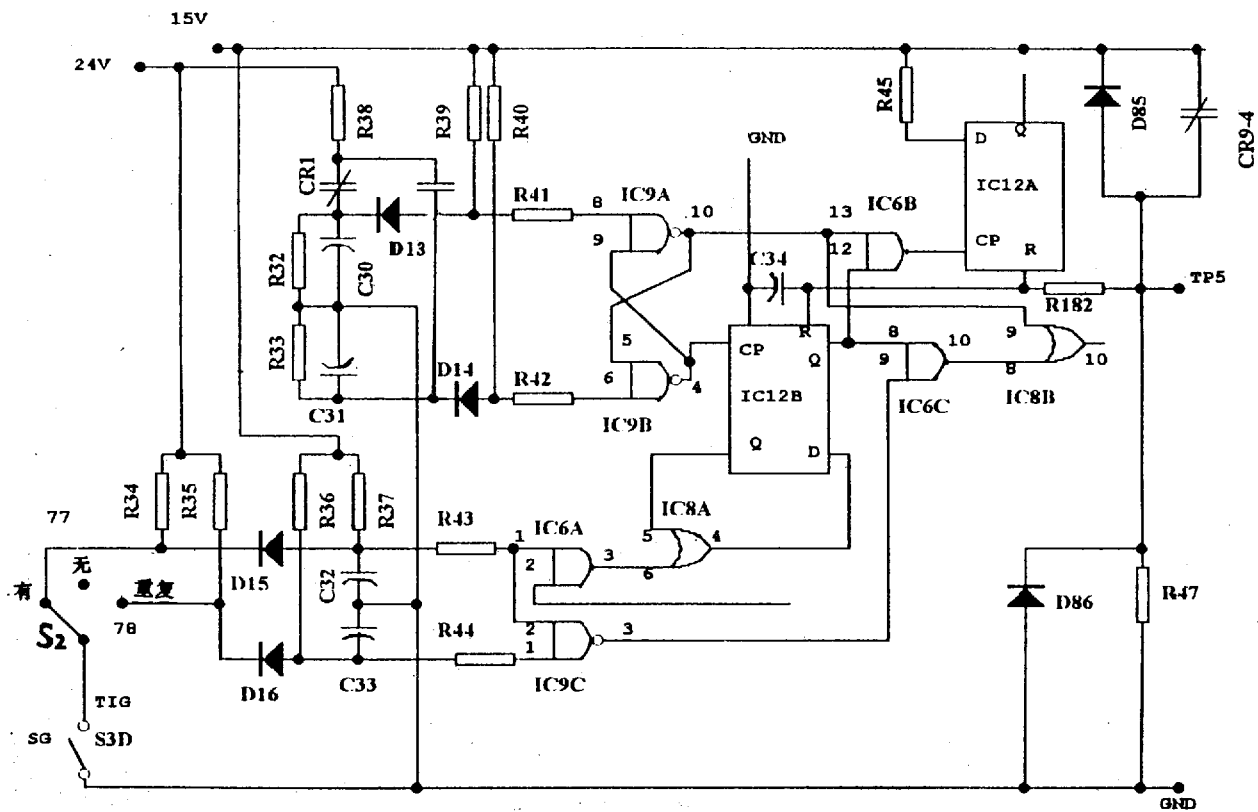 15V
24V
R38
R39
R40
R45
D85
CR9-4
GND
D
Q
IC12A
CP
R
CR1
D13
R41
8
IC9A
10
9
13
IC6B
12
R32
C30
C34
R182
TP5
R33
5
6
4
CP
R
Q
IC12B
Q
D
8
9
10
IC6C
9
8
10
IC8B
D14
R42
C31
IC9B
R34
R35
R36
R37
77
无
有
重复
78
S2
D15
C32
R43
1
2
IC6A
3
IC8A
5
6
4
D16
C33
R44
2
1
3
IC9C
D86
R47
TIG
SG
S3D
GND